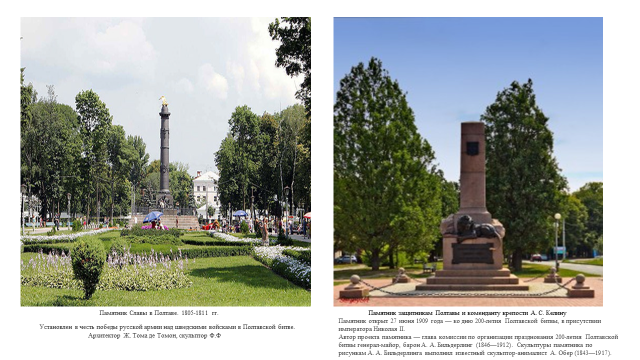 Памятник Славы в Полтаве. 1805-1811 гг.
Установлен в честь победы русской армии над шведскими войсками в Полтавской битве.
Архитектор Ж. Тома де Томон, скульптор Ф.Ф
Памятник защитникам Полтавы и коменданту крепости А. С. Келину
Памятник открыт 27 июня 1909 года — ко дню 200-летия Полтавской битвы, в присутствии
императора Николая II.
Автор проекта памятника — глава комиссии по организации празднования 200-летия Полтавской
битвы генерал-майор, барон А. А. Бильдерлинг (1846—1912). Скульптуры памятника по
рисункам А. А. Бильдерлинга выполнил известный скульптор-анималист А. Обер (1843—1917).